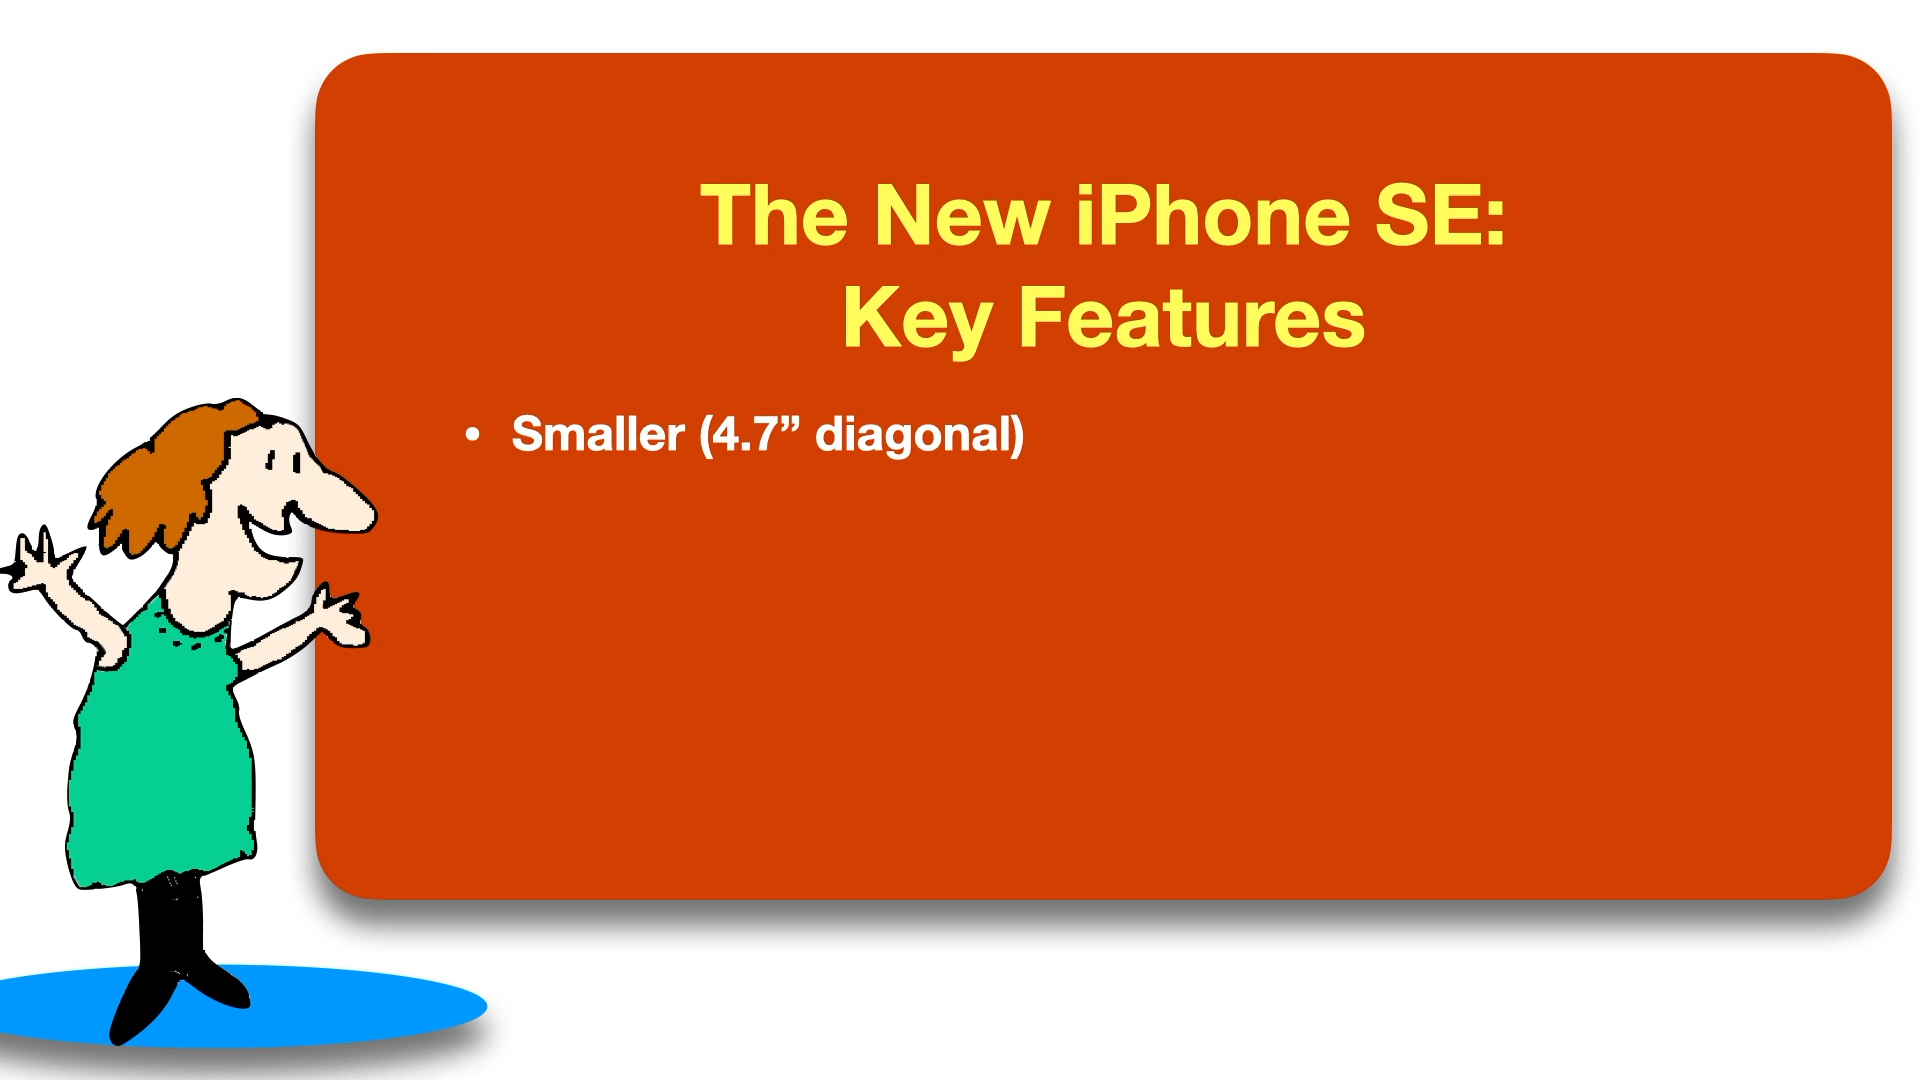 The New iPhone SE:
Key Features
• Smaller (4.7” diagonal)